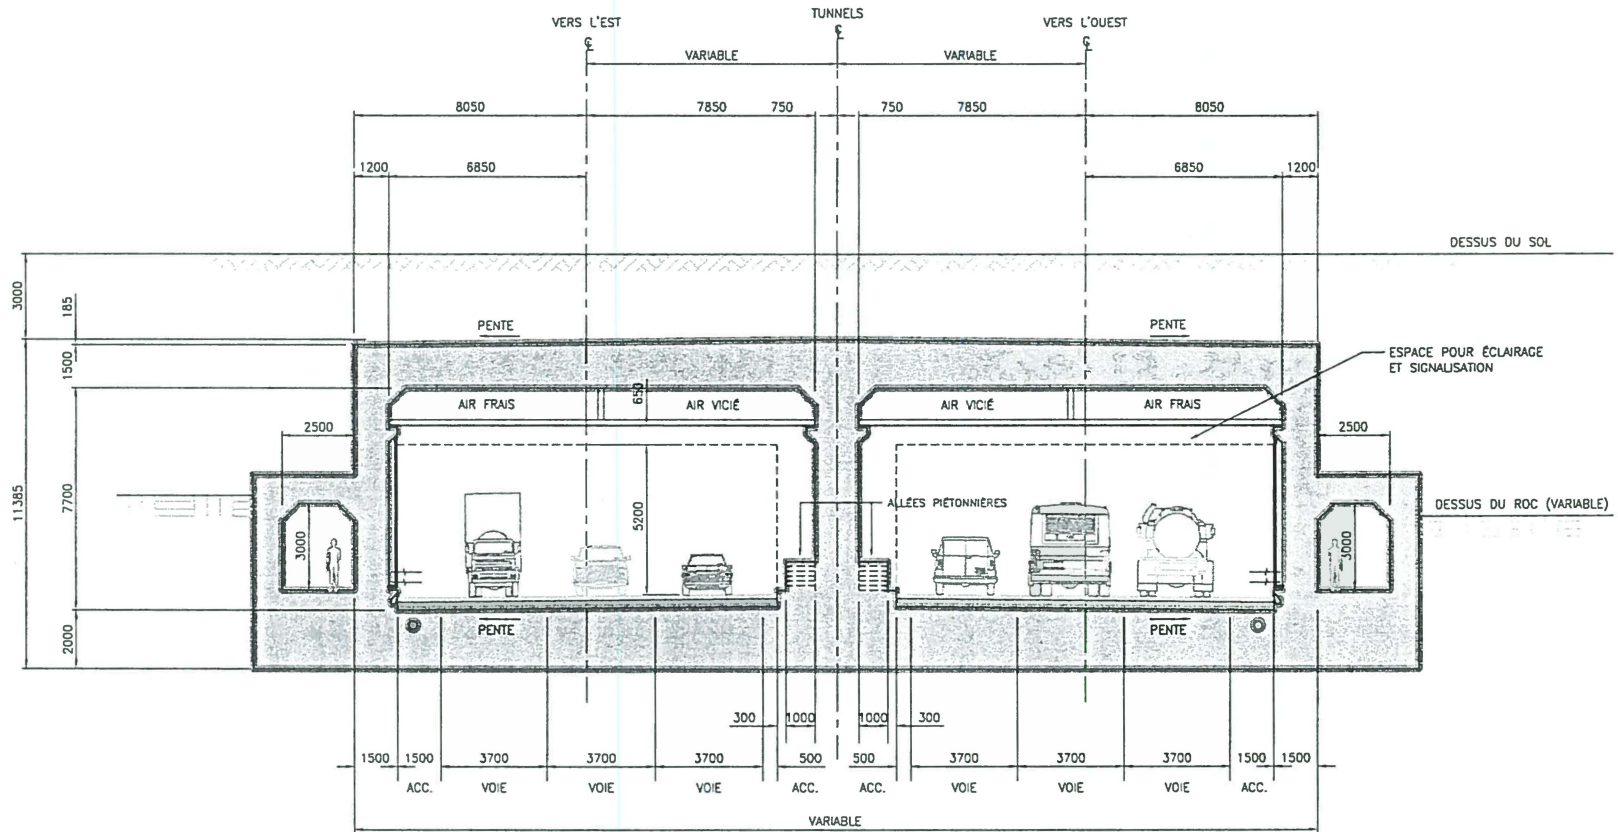 TUNNELS
VERS L'EST
VERS L'OUEST
VARIABLE
VARIABLE
8050
7850
750
750
7850
8050
1200
6850
6850
1200
DESSUS DU SOL
3000
185
PENTE
PENTE
1500
ESPACE POUR ÉCLAIRAGE
ET SIGNALISATION
650
AIR FRAIS
AIR VICIÉ
AIR VICIÉ
AIR FRAIS
2500
2500
11385
7700
5200
ALLÉES PIÉTONNIÈRES
DESSUS DU ROC (VARIABLE)
3000
3000
2000
PENTE
PENTE
300
1000
1000
300
1500
1500
3700
3700
3700
500
500
3700
3700
3700
1500
1500
ACC.
VOIE
VOIE
VOIE
ACC.
ACC.
VOIE
VOIE
VOIE
ACC.
VARIABLE